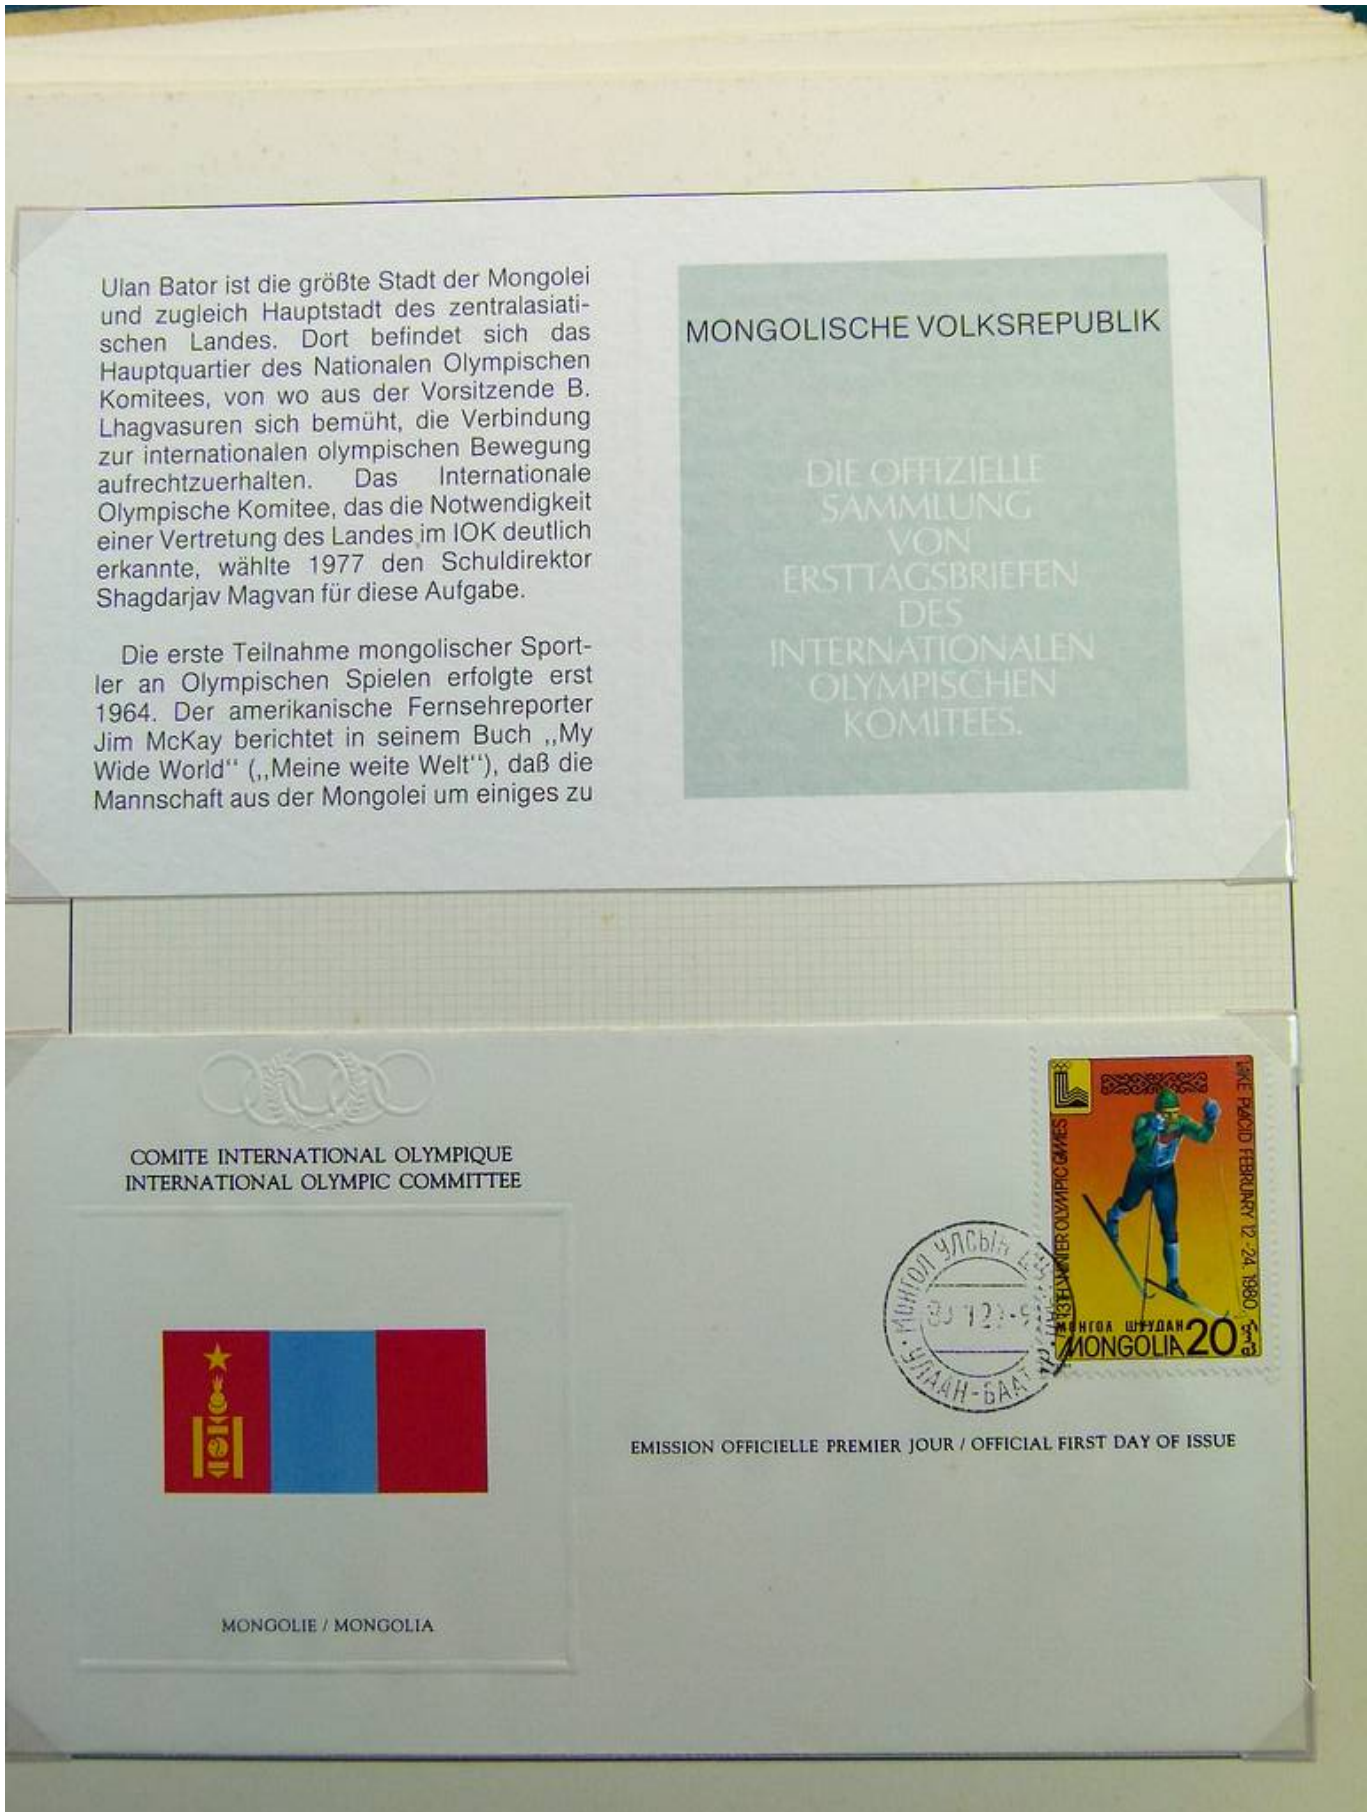 Ulan Bator ist die größte Stadt der Mongolei
und zugleich Hauptstadt des zentralasiati-
schen Landes. Dort befindet sich das
Hauptquartier des Nationalen Olympischen
Komitees, von wo aus der Vorsitzende B.
Lhagvasuren sich bemüht, die Verbindung
zur internationalen olympischen Bewegung
aufrechtzuerhalten. Das Internationale
Olympische Komitee, das die Notwendigkeit
einer Vertretung des Landes im IOK deutlich
erkannte, wählte 1977 den Schuldirektor
Shagdarjav Magvan für diese Aufgabe.
Die erste Teilnahme mongolischer Sport-
ler an Olympischen Spielen erfolgte erst
1964. Der amerikanische Fernsehreporter
Jim McKay berichtet in seinem Buch „My
Wide World“ („Meine weite Welt“), daß die
Mannschaft aus der Mongolei um einiges zu
MONGOLISCHE VOLKSREPUBLIK
DIE OFFIZIELLE
SAMMLUNG
VON
ERSTTAGSBRIEFEN
DES
INTERNATIONALEN
OLYMPISCHEN
KOMITEES.
COMITE INTERNATIONAL OLYMPIQUE
INTERNATIONAL OLYMPIC COMMITTEE
MONGOLIE / MONGOLIA
13TH WINTER OLYMPIC GAMES
LAKE PLACID FEBRUARY 12-24. 1980.
МОНГОЛ ШУУДАН
MONGOLIA 20
МОНГОЛ УЛСЫН
УЛААН-БААТ
EMISSION OFFICIELLE PREMIER JOUR / OFFICIAL FIRST DAY OF ISSUE